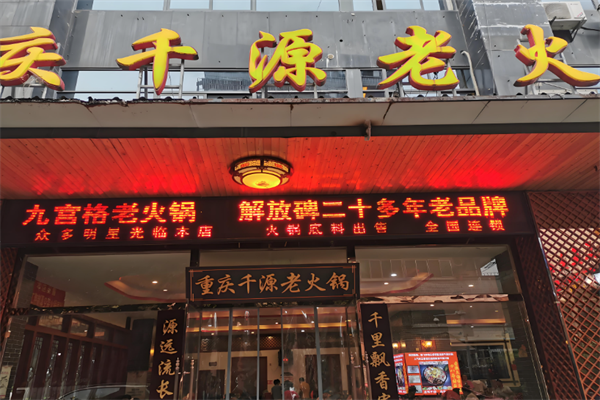 庆千源老火
九宫格老火锅 解放碑二十多年老品牌
众多明星光临本店 火锅底料出售 全国连锁
重庆千源老火锅
源远流长
千里飘香